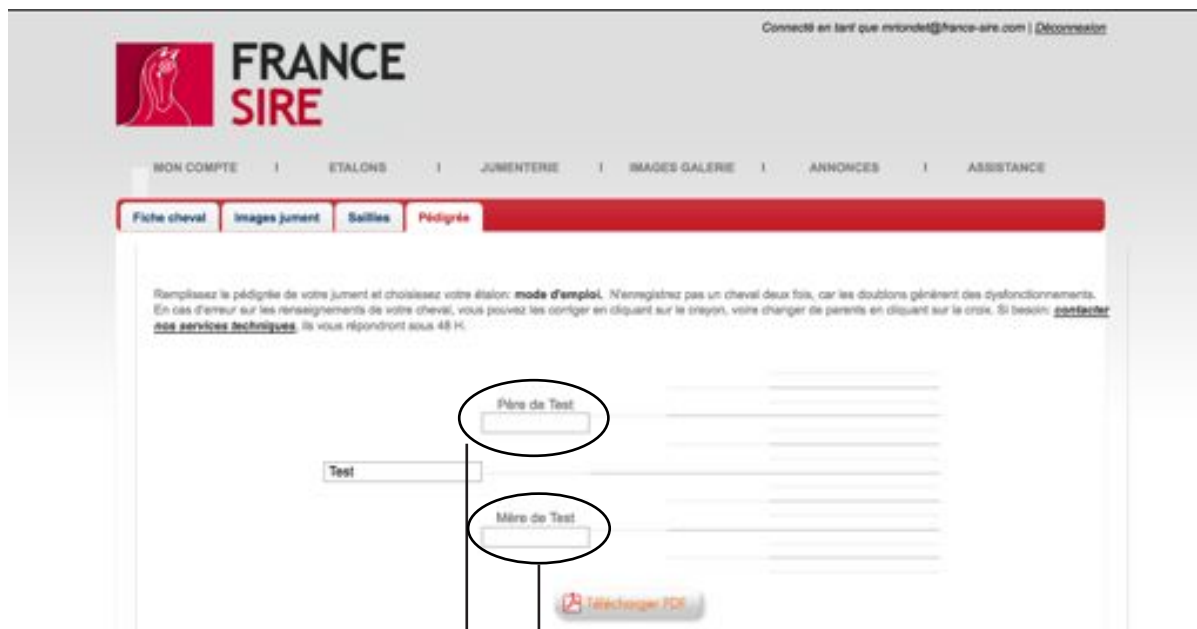 Connecté en tant que mriondet@france-sire.com | Déconnexion
FRANCE
SIRE
MON COMPTE | ETALONS | JUMENTERIE | IMAGES GALERIE | ANNONCES | ASSISTANCE
Fiche cheval Images jument Saillies Pédigrée
Remplissez le pédigrée de votre jument et choisissez votre étalon: mode d'emploi. N'enregistrez pas un cheval deux fois, car les doublons génèrent des dysfonctionnements.
En cas d'erreur sur les renseignements de votre cheval, vous pouvez les corriger en cliquant sur le crayon, voire changer de parents en cliquant sur la croix. Si besoin: contacter
nos services techniques, ils vous répondront sous 48 H.
Père de Test
Test
Mère de Test
Télécharger PDF